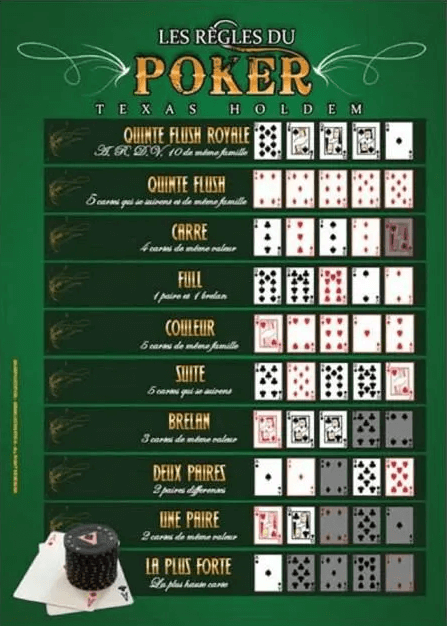 LES RÈGLES DU
POKER
TEXAS HOLDEM
QUINTE FLUSH ROYALE
A, R, D, V, 10 de même famille
QUINTE FLUSH
5 cartes qui se suivent et de même famille
CARRE
4 cartes de même valeur
FULL
1 paire et 1 brelan
COULEUR
5 cartes de même famille
SUITE
5 cartes qui se suivent
BRELAN
3 cartes de même valeur
DEUX PAIRES
2 paires différentes
UNE PAIRE
2 cartes de même valeur
LA PLUS FORTE
La plus haute carte